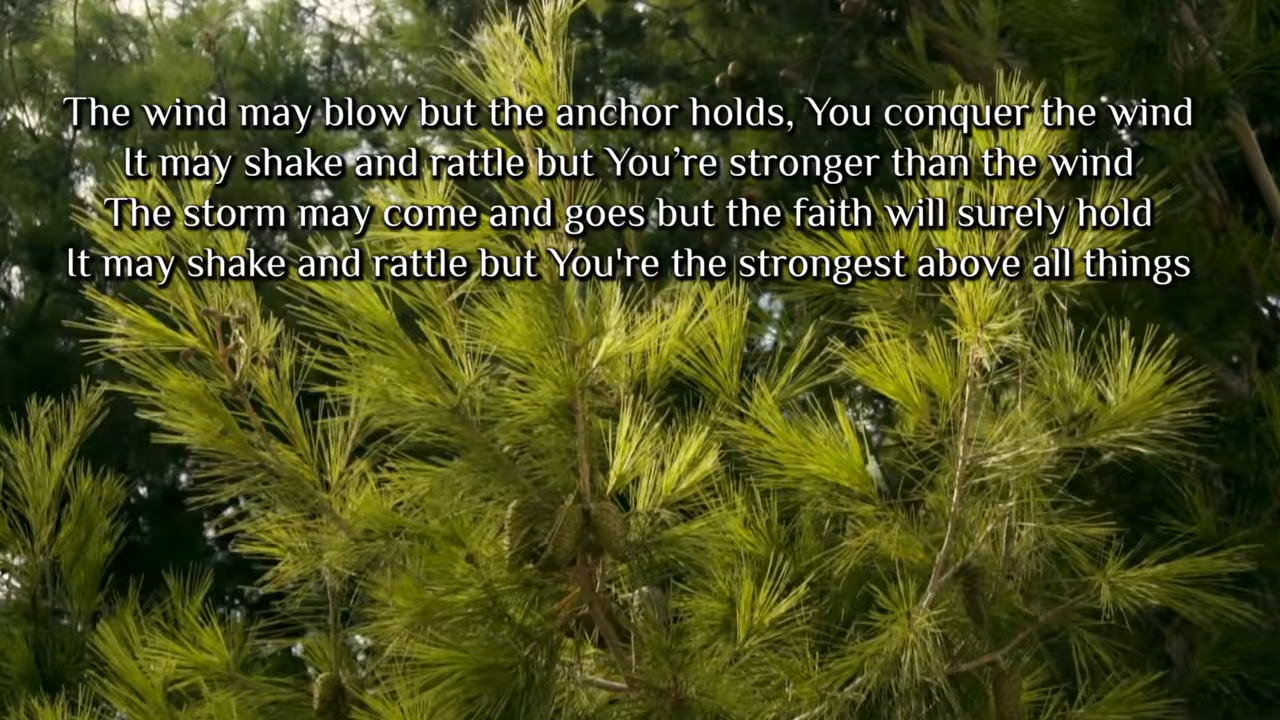 The wind may blow but the anchor holds, You conquer the wind
It may shake and rattle but You’re stronger than the wind
The storm may come and goes but the faith will surely hold
It may shake and rattle but You're the strongest above all things